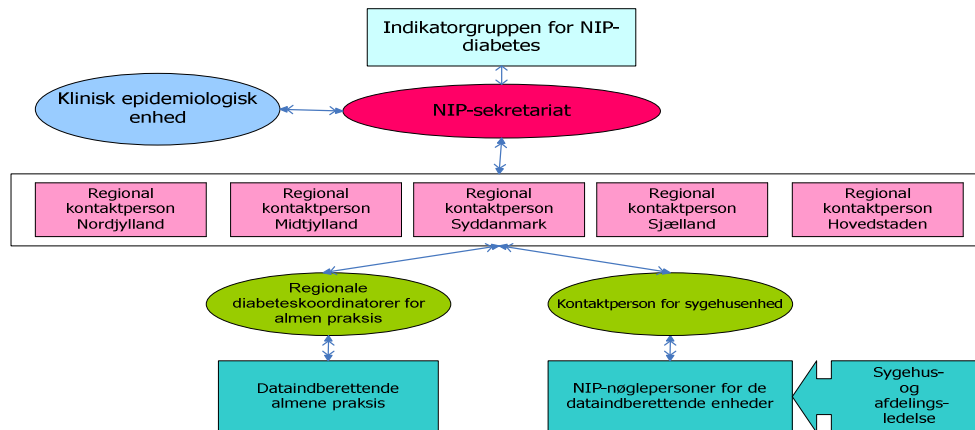 Indikatorgruppen for NIP-
diabetes
Klinisk epidemiologisk
enhed
NIP-sekretariat
Regional
kontaktperson
Nordjylland
Regional
kontaktperson
Midtjylland
Regional
kontaktperson
Syddanmark
Regional
kontaktperson
Sjælland
Regional
kontaktperson
Hovedstaden
Regionale
diabeteskoordinatorer for
almen praksis
Kontaktperson for sygehusenhed
Dataindberettende
almene praksis
NIP-nøglepersoner for de
dataindberettende enheder
Sygehus-
og
afdelings-
ledelse